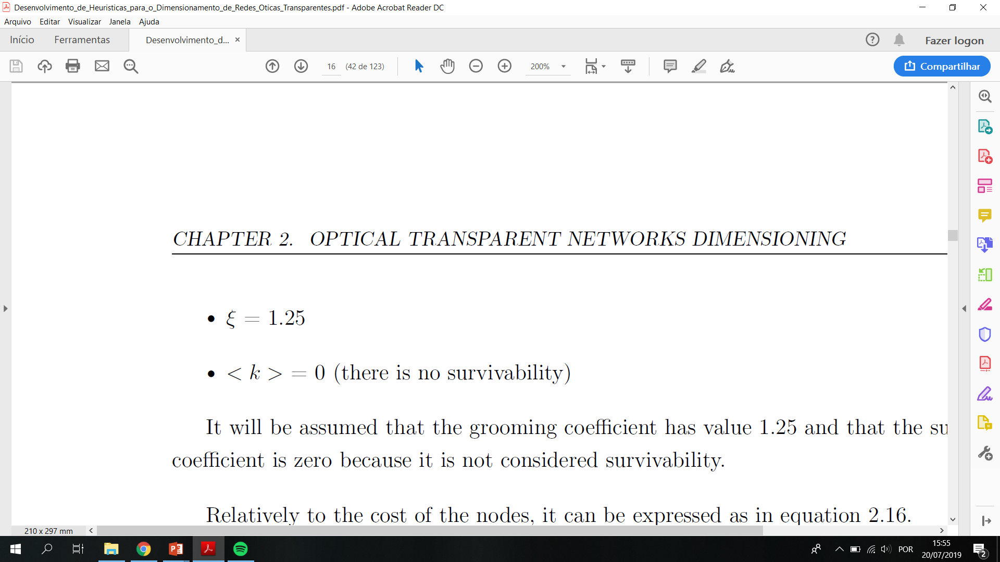 Desenvolvimento_de_Heuristicas_para_o_Dimensionamento_de_Redes_Oticas_Transparentes.pdf - Adobe Acrobat Reader DC
Arquivo Editar Visualizar Janela Ajuda
Início Ferramentas Desenvolvimento_d... × Fazer logon
16 (42 de 123) 200% Compartilhar
CHAPTER 2. OPTICAL TRANSPARENT NETWORKS DIMENSIONING
• ξ = 1.25
• < k > = 0 (there is no survivability)
It will be assumed that the grooming coefficient has value 1.25 and that the su
coefficient is zero because it is not considered survivability.
Relatively to the cost of the nodes, it can be expressed as in equation 2.16.
210 x 297 mm
POR 15:55
20/07/2019 2